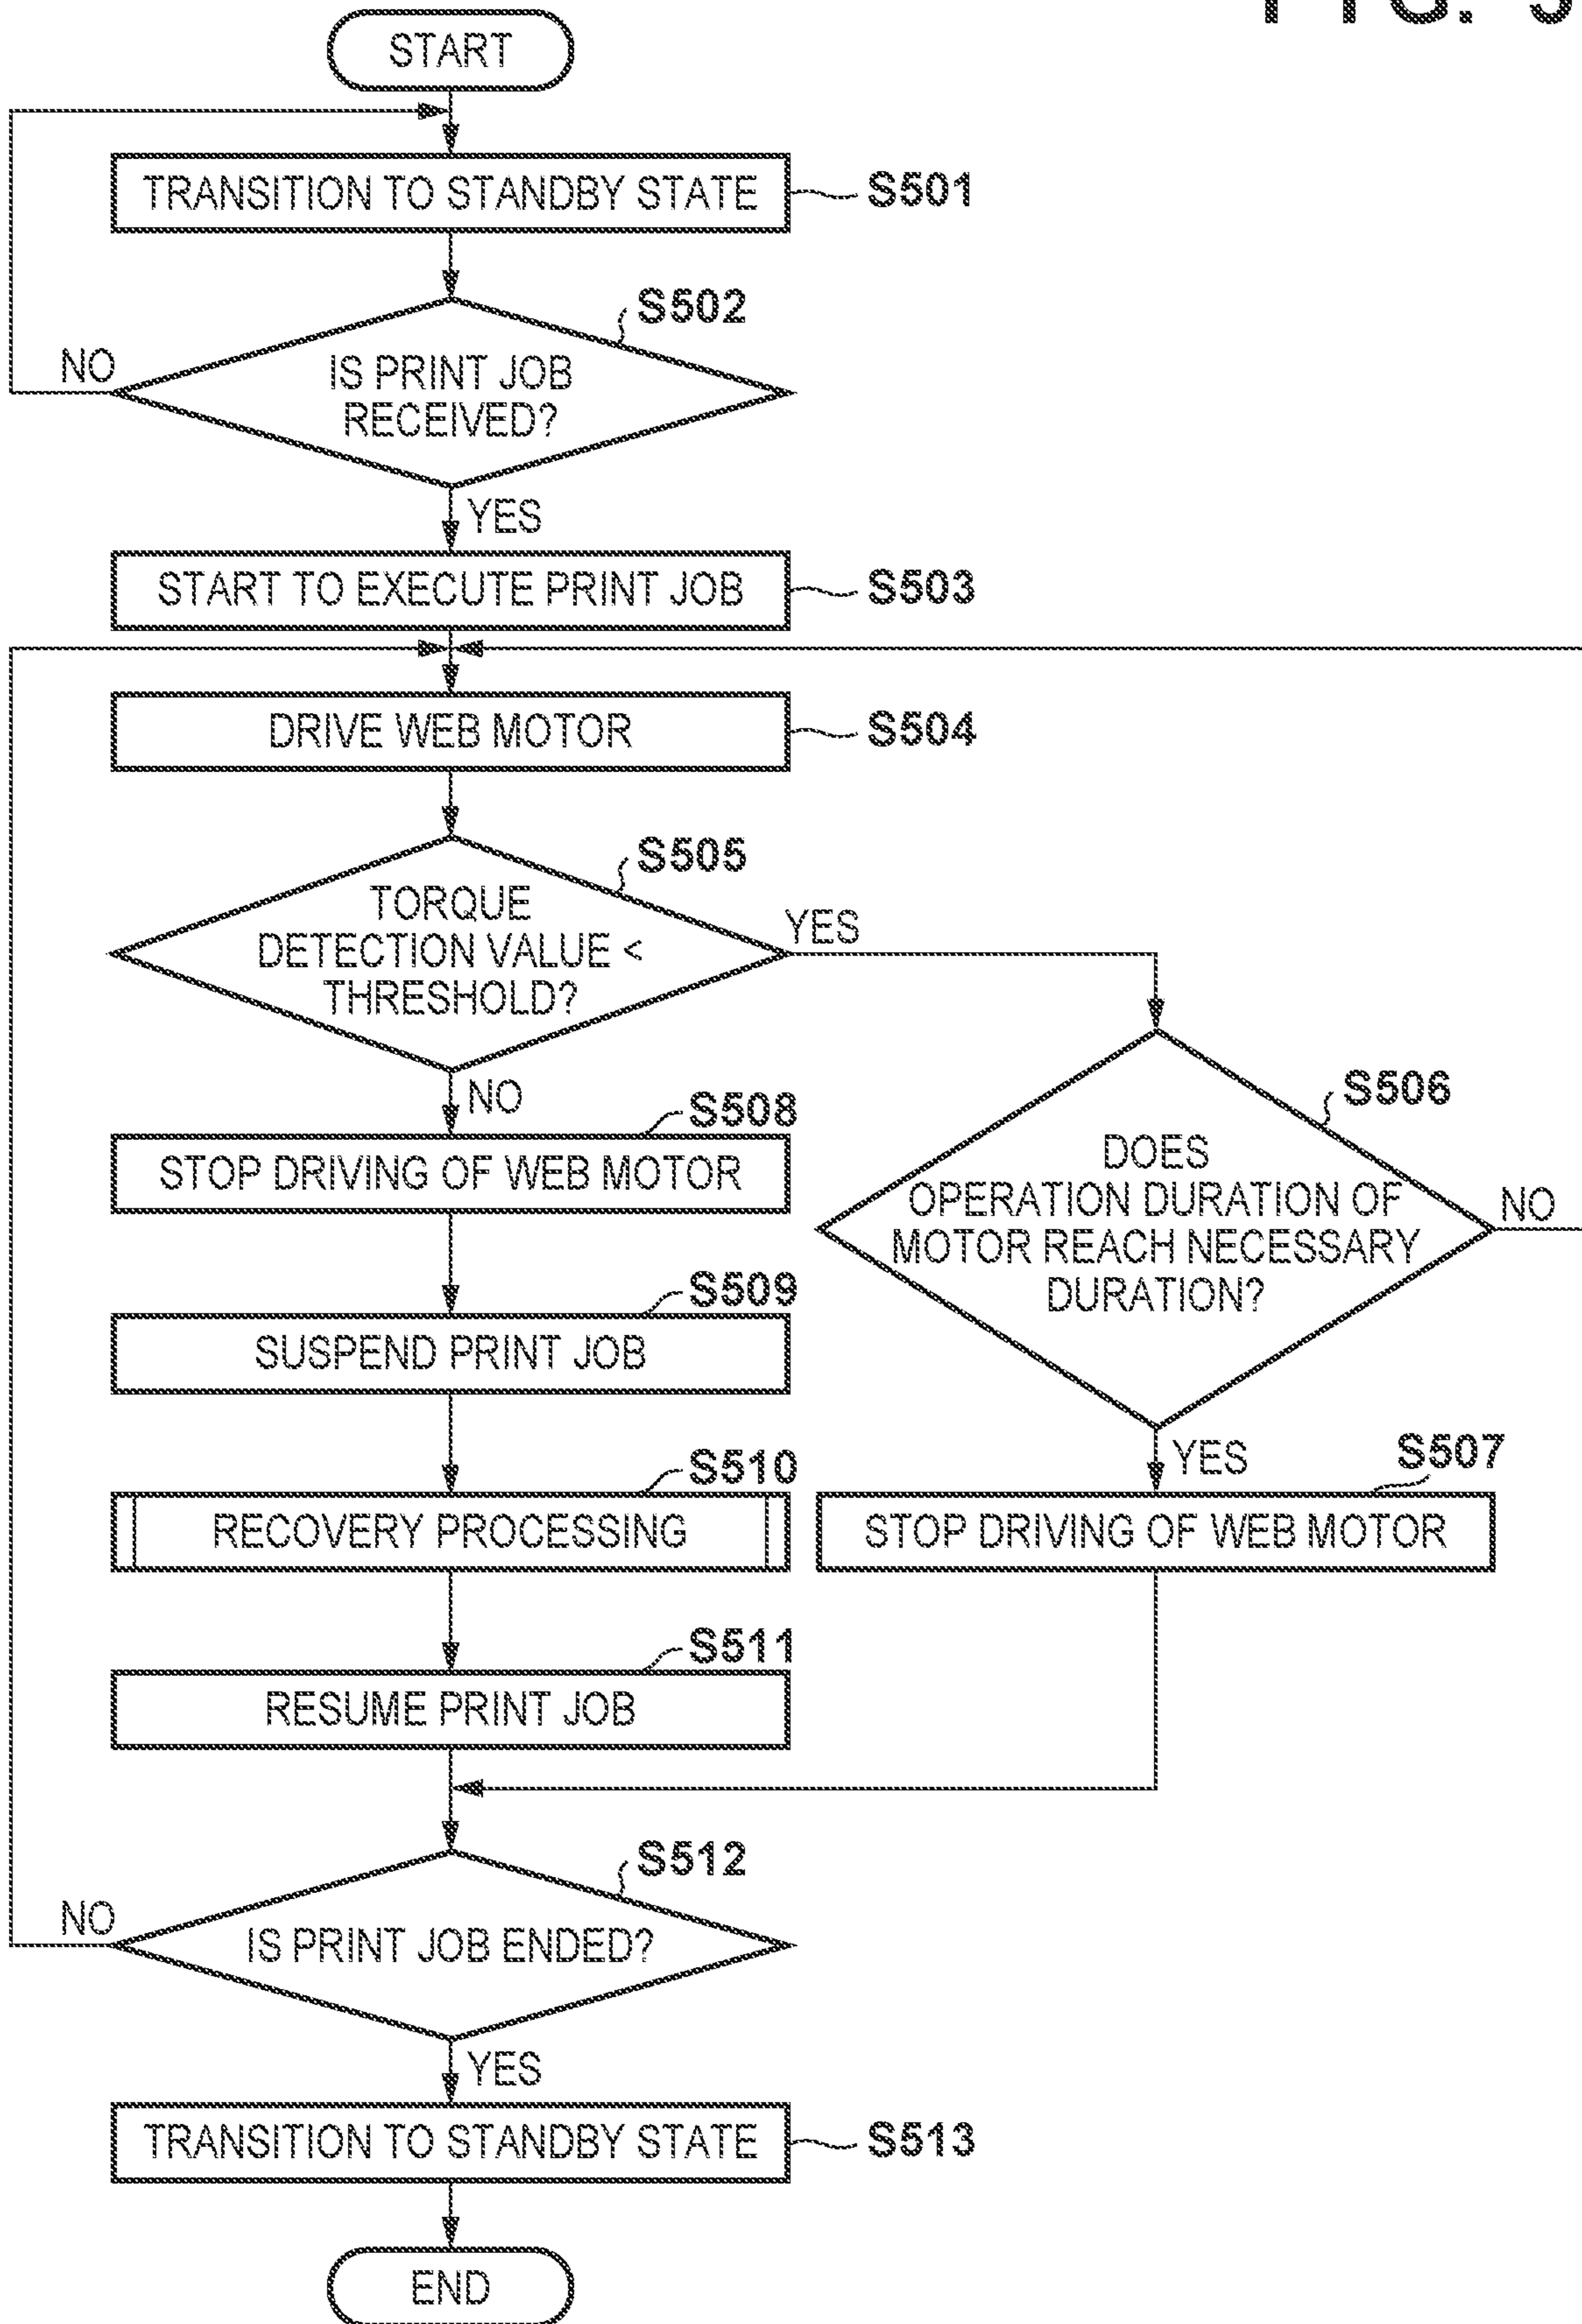 START
TRANSITION TO STANDBY STATE
S501
S502
NO
IS PRINT JOB
RECEIVED?
YES
START TO EXECUTE PRINT JOB
S503
DRIVE WEB MOTOR
S504
S505
TORQUE
DETECTION VALUE <
THRESHOLD?
YES
NO
S506
DOES
OPERATION DURATION OF
MOTOR REACH NECESSARY
DURATION?
NO
YES
S508
STOP DRIVING OF WEB MOTOR
S509
SUSPEND PRINT JOB
S510
RECOVERY PROCESSING
S507
STOP DRIVING OF WEB MOTOR
S511
RESUME PRINT JOB
S512
NO
IS PRINT JOB ENDED?
YES
TRANSITION TO STANDBY STATE
S513
END